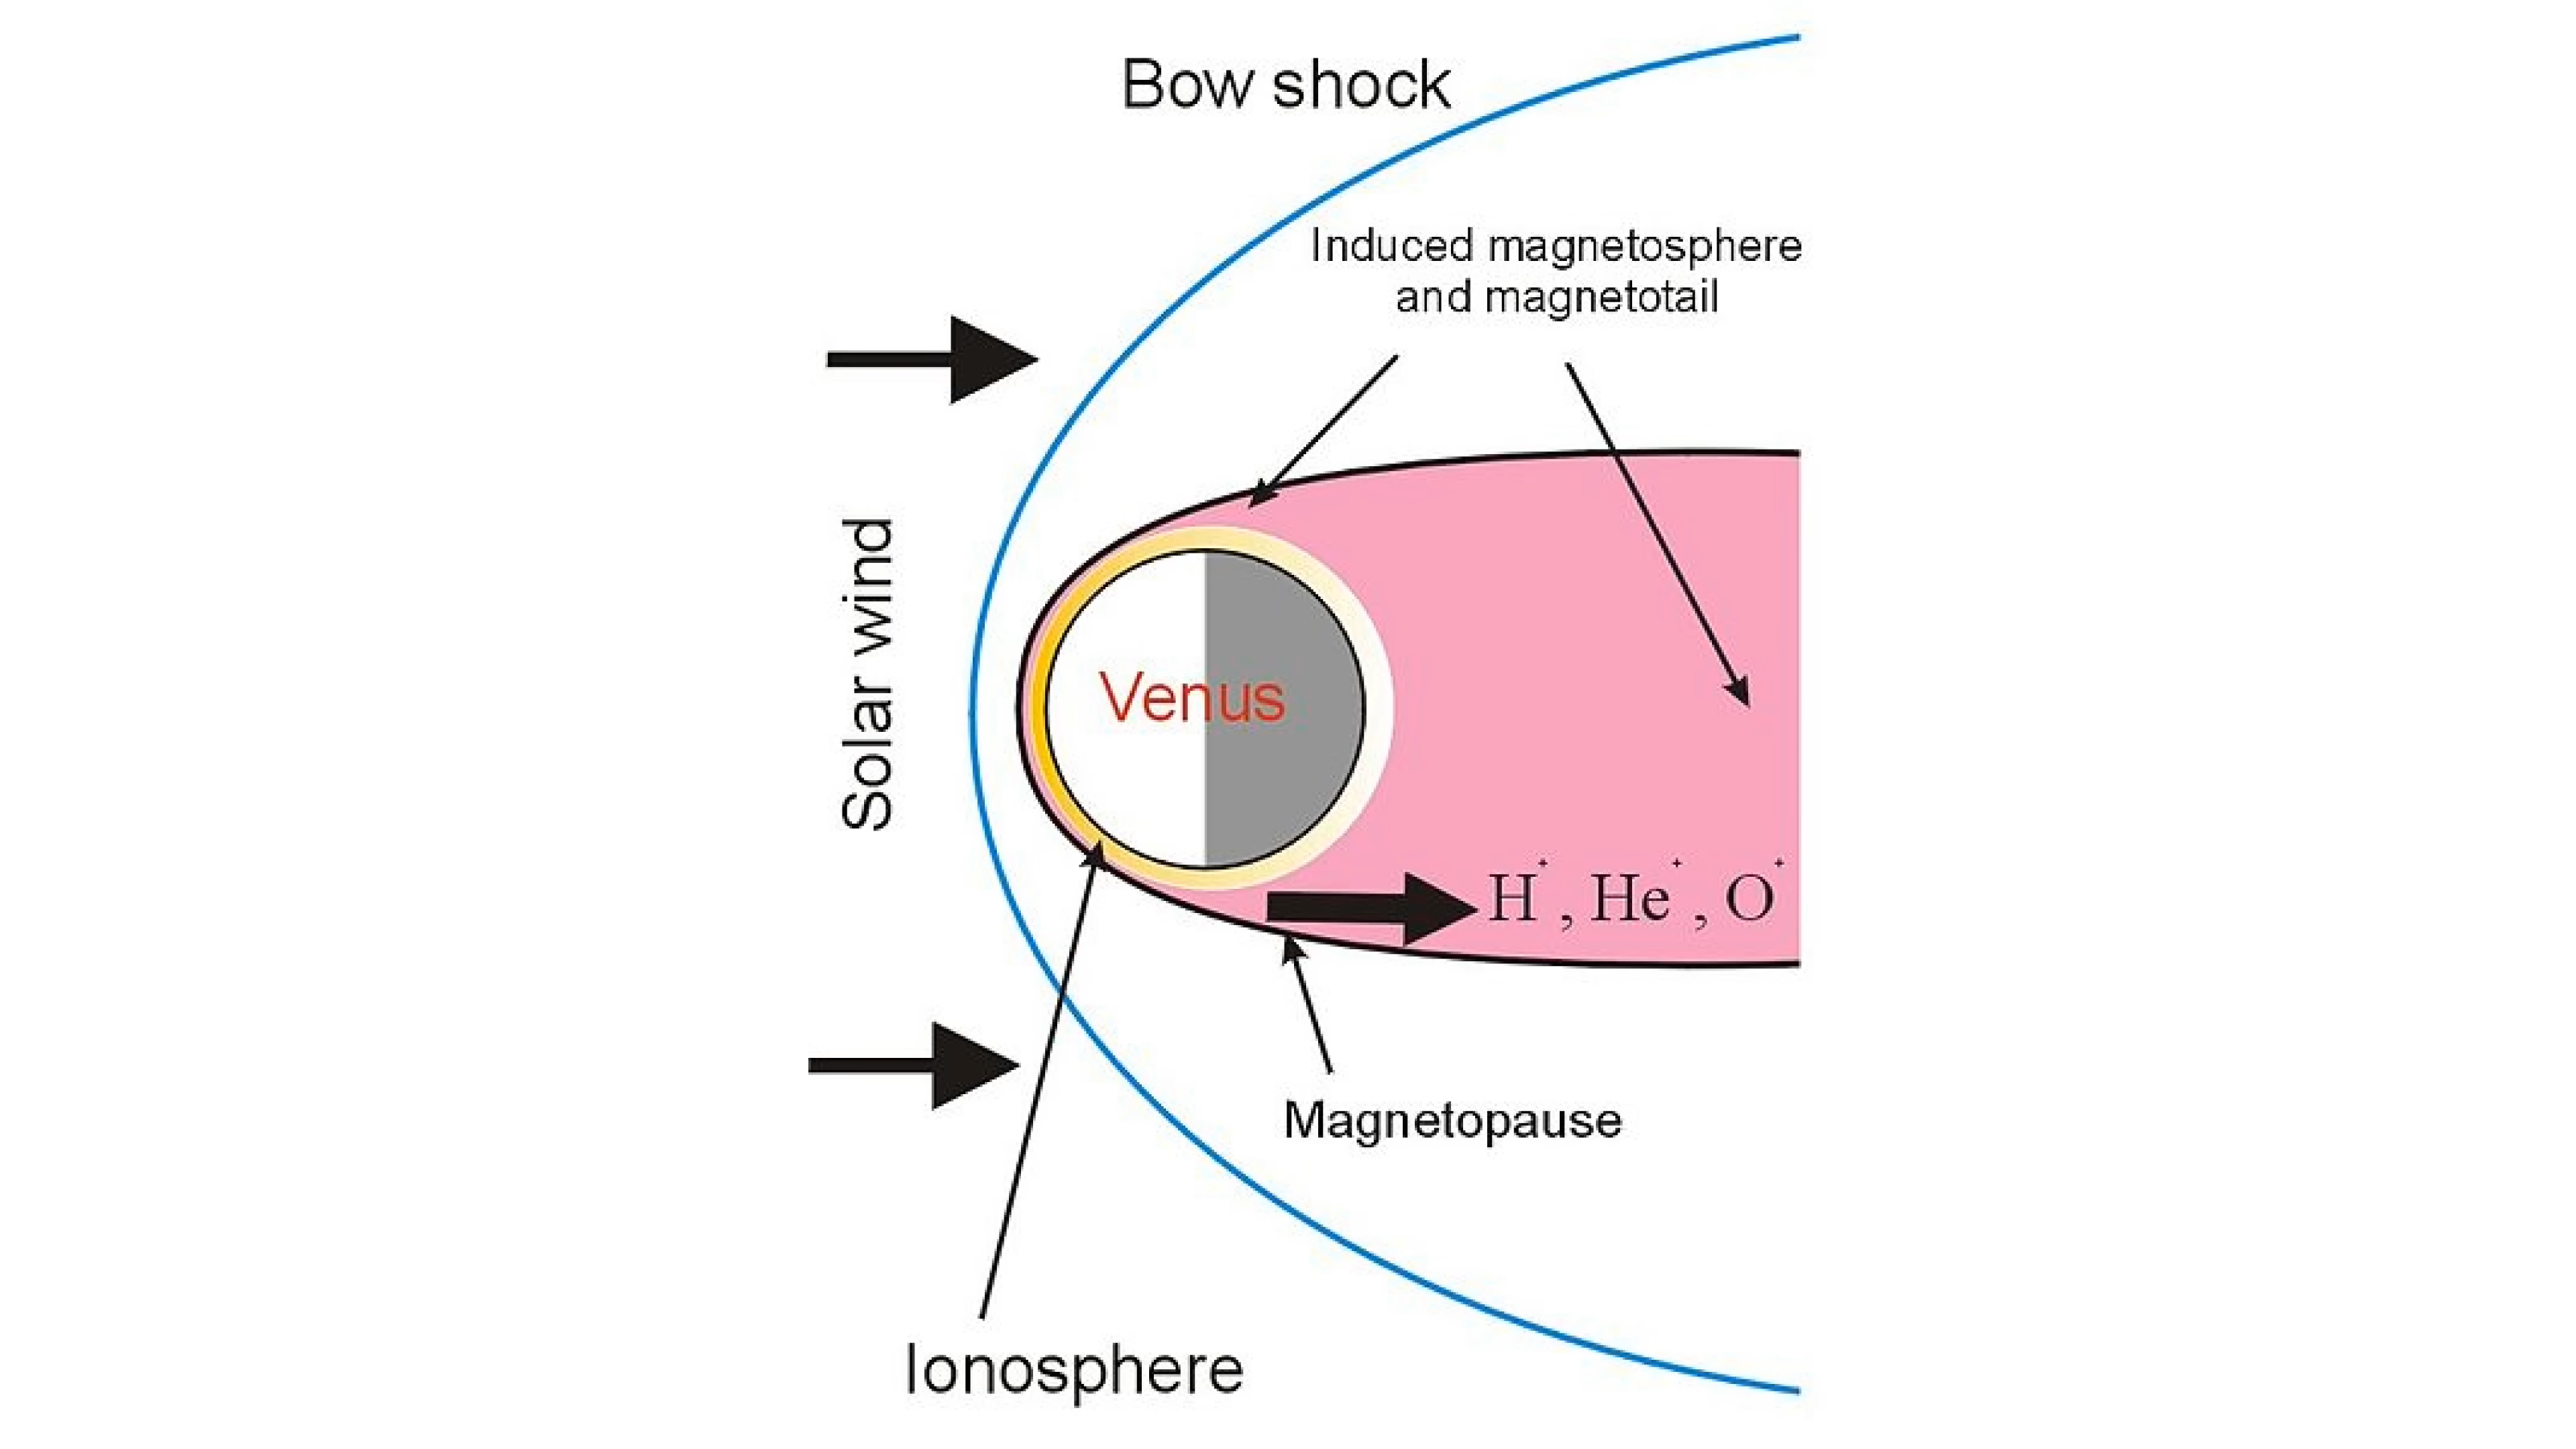 Bow shock
Induced magnetosphere
and magnetotail
Solar wind
Venus
H⁺, He⁺, O⁺
Magnetopause
Ionosphere